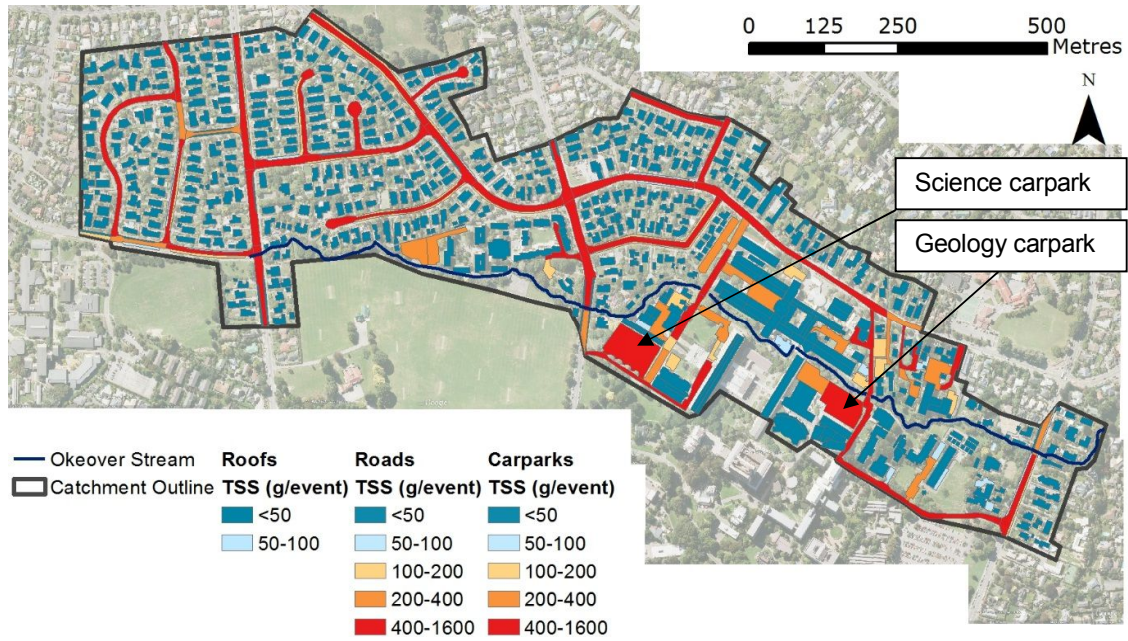 0 125 250 500
Metres
N
Science carpark
Geology carpark
Okeover Stream
Catchment Outline
Roofs
TSS (g/event)
<50
50-100
Roads
TSS (g/event)
<50
50-100
100-200
200-400
400-1600
Carparks
TSS (g/event)
<50
50-100
100-200
200-400
400-1600